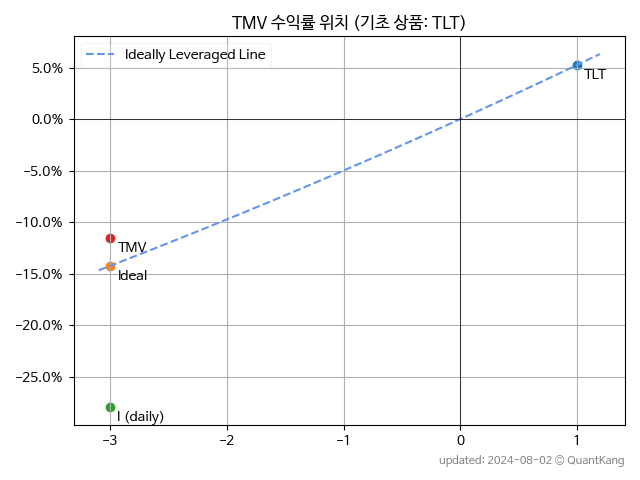 TMV 수익률 위치 (기초 상품: TLT)
Ideally Leveraged Line
5.0%
0.0%
−5.0%
−10.0%
−15.0%
−20.0%
−25.0%
TLT
TMV
Ideal
I (daily)
−3
−2
−1
0
1
updated: 2024-08-02 © QuantKang